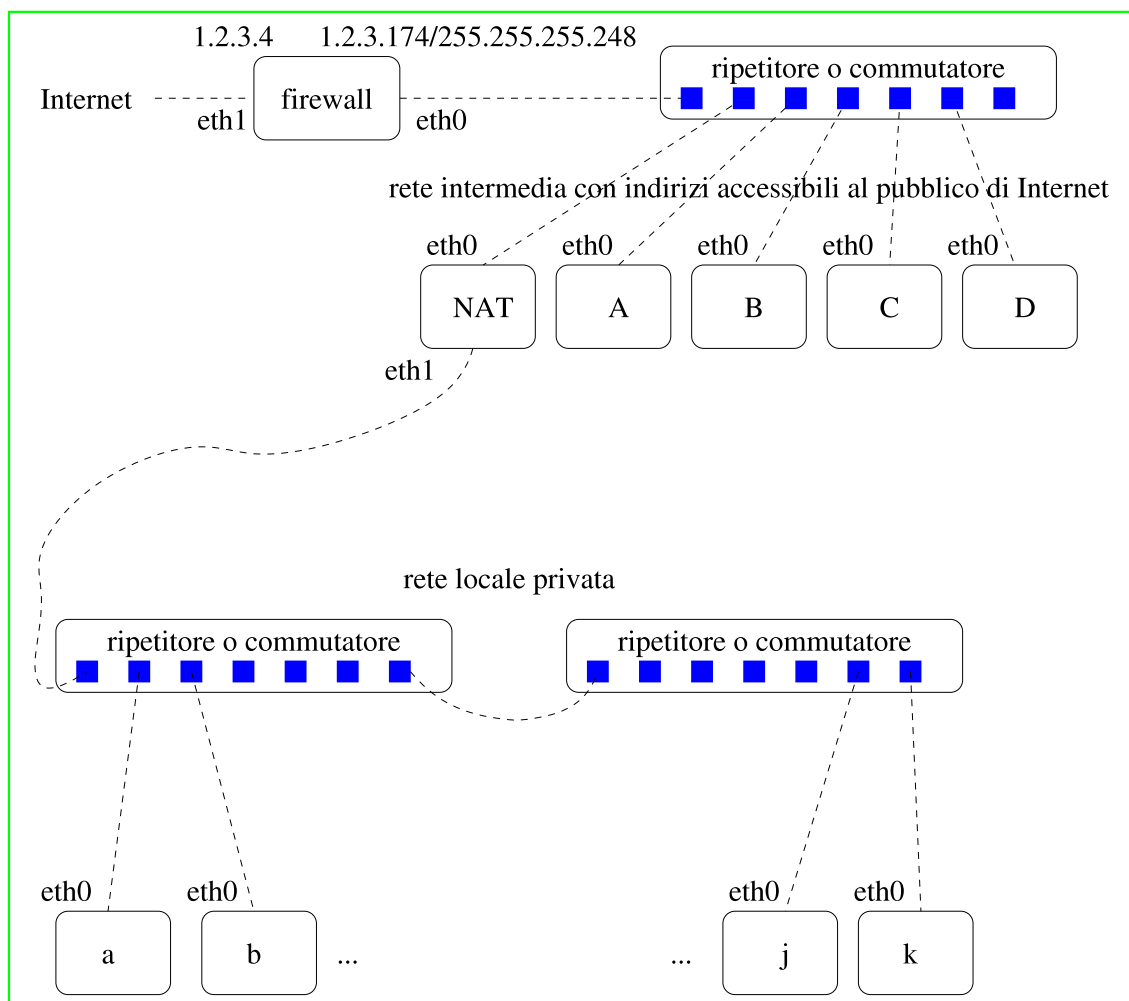 1.2.3.4 1.2.3.174/255.255.255.248
ripetitore o commutatore
Internet firewall
eth1 eth0
rete intermedia con indirizi accessibili al pubblico di Internet
eth0 eth0 eth0 eth0 eth0
NAT A B C D
eth1
rete locale privata
ripetitore o commutatore ripetitore o commutatore
eth0 eth0 eth0 eth0
a b ... ... j k